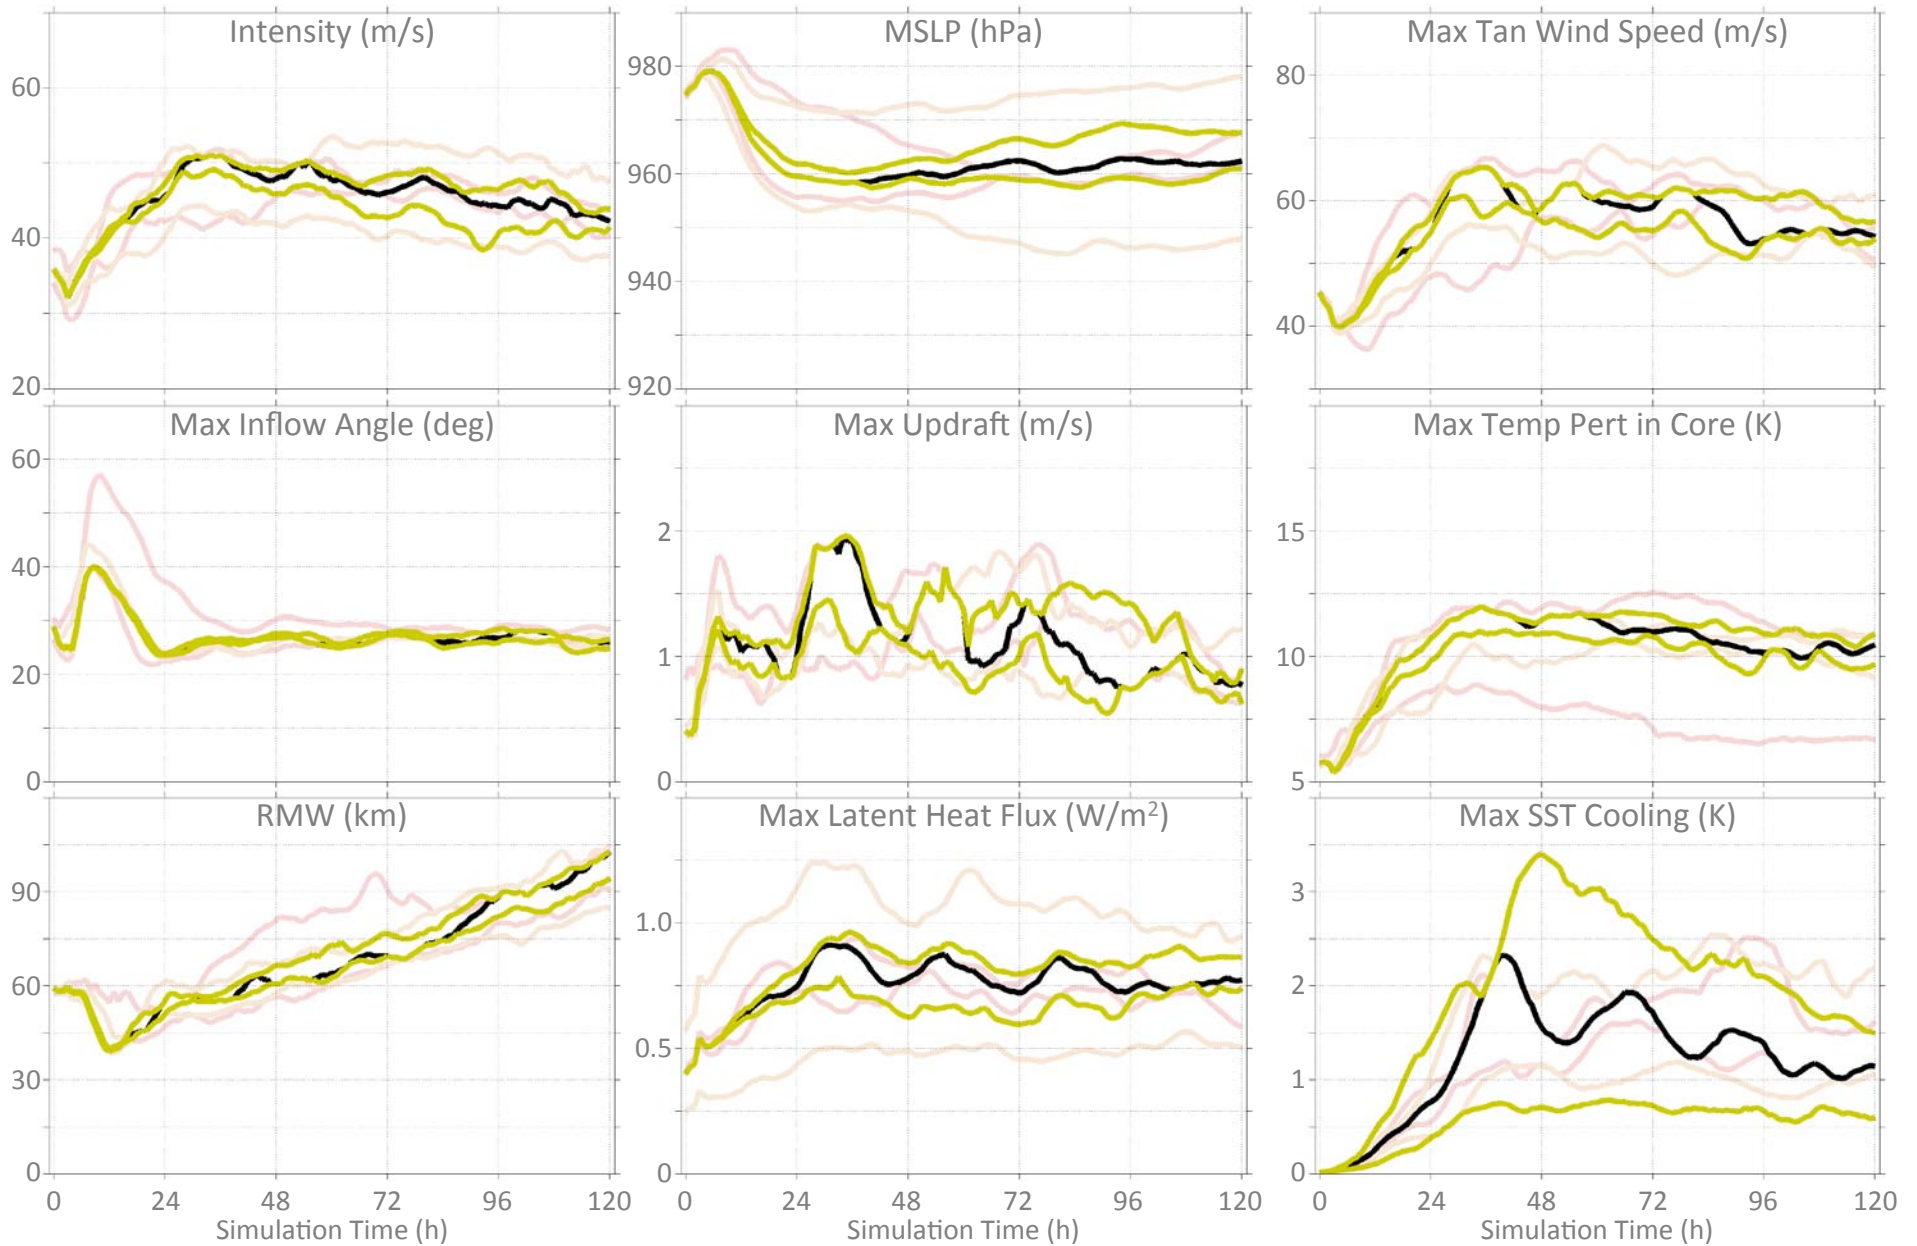 Intensity (m/s)
MSLP (hPa)
Max Tan Wind Speed (m/s)
60
40
20
980
960
940
920
80
60
40
Max Inflow Angle (deg)
Max Updraft (m/s)
Max Temp Pert in Core (K)
60
40
20
0
2
1
0
15
10
5
RMW (km)
Max Latent Heat Flux (W/m²)
Max SST Cooling (K)
90
60
30
0
1.0
0.5
0
3
2
1
0
0 24 48 72 96 120
0 24 48 72 96 120
0 24 48 72 96 120
Simulation Time (h)
Simulation Time (h)
Simulation Time (h)